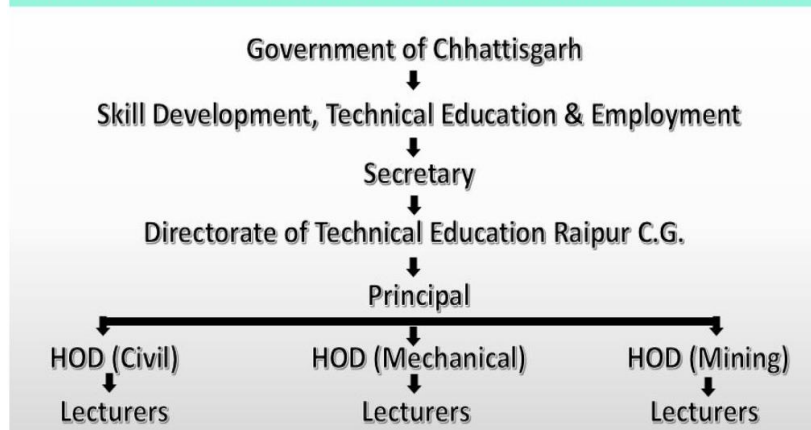 Government of Chhattisgarh
Skill Development, Technical Education & Employment
Secretary
Directorate of Technical Education Raipur C.G.
Principal
HOD (Civil) HOD (Mechanical) HOD (Mining)
Lecturers Lecturers Lecturers